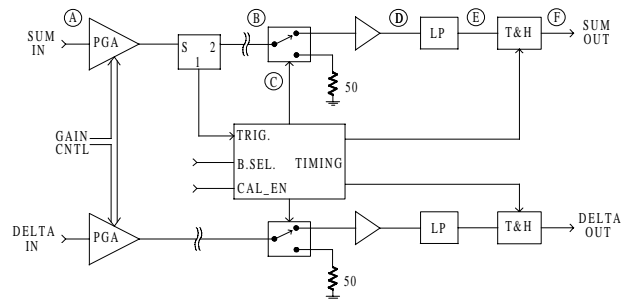 A B D E F
SUM IN PGA S 2 1 LP T&H SUM OUT
C
50
GAIN CNTL
TRIG.
B.SEL. TIMING
CAL_EN
DELTA IN PGA LP T&H DELTA OUT
50